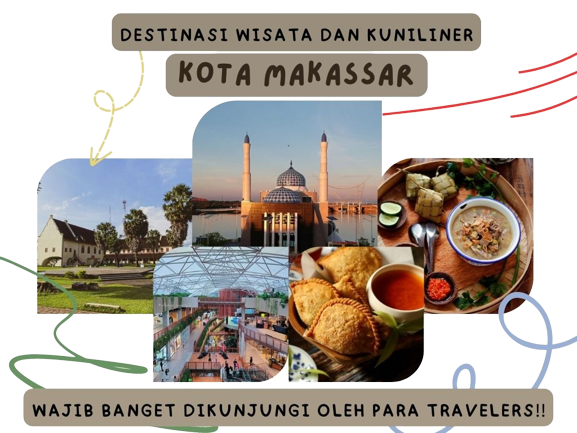 DESTINASI WISATA DAN KUNILINER
KOTA MAKASSAR
WAJIB BANGET DIKUNJUNGI OLEH PARA TRAVELERS!!